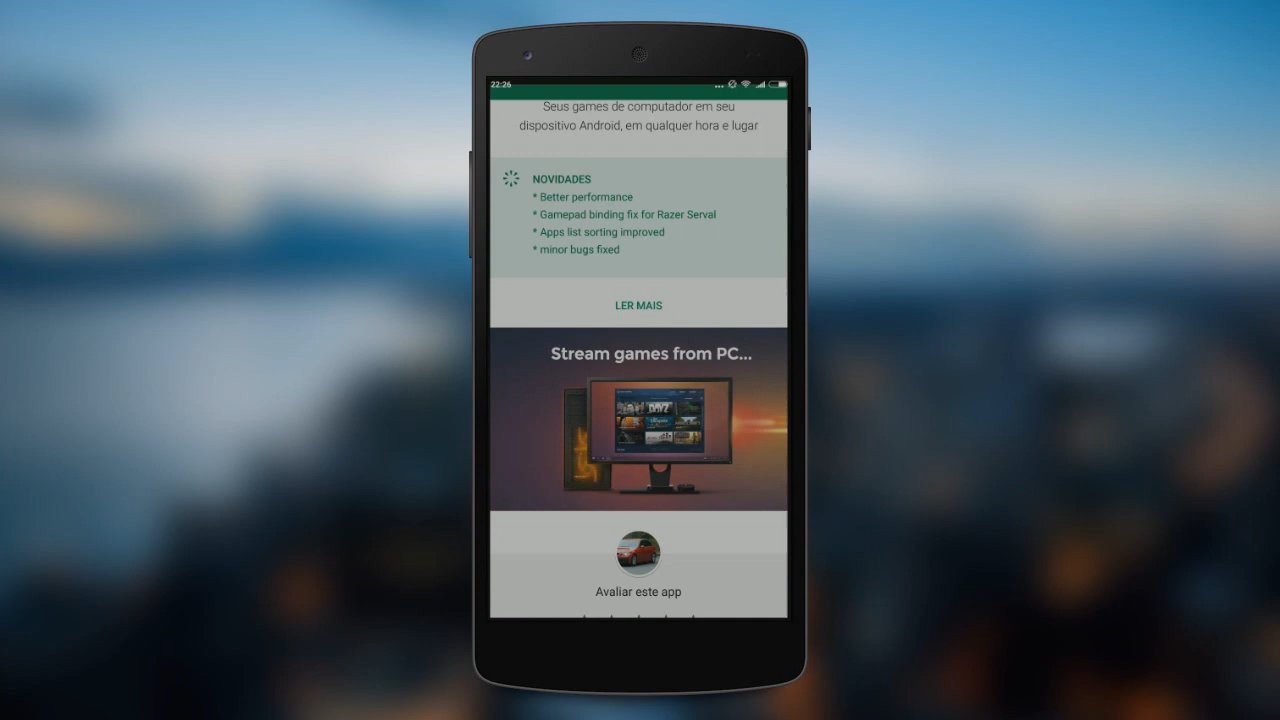 22:26
Seus games de computador em seu
dispositivo Android, em qualquer hora e lugar
NOVIDADES
* Better performance
* Gamepad binding fix for Razer Serval
* Apps list sorting improved
* minor bugs fixed
LER MAIS
Stream games from PC...
DAYZ
Avaliar este app